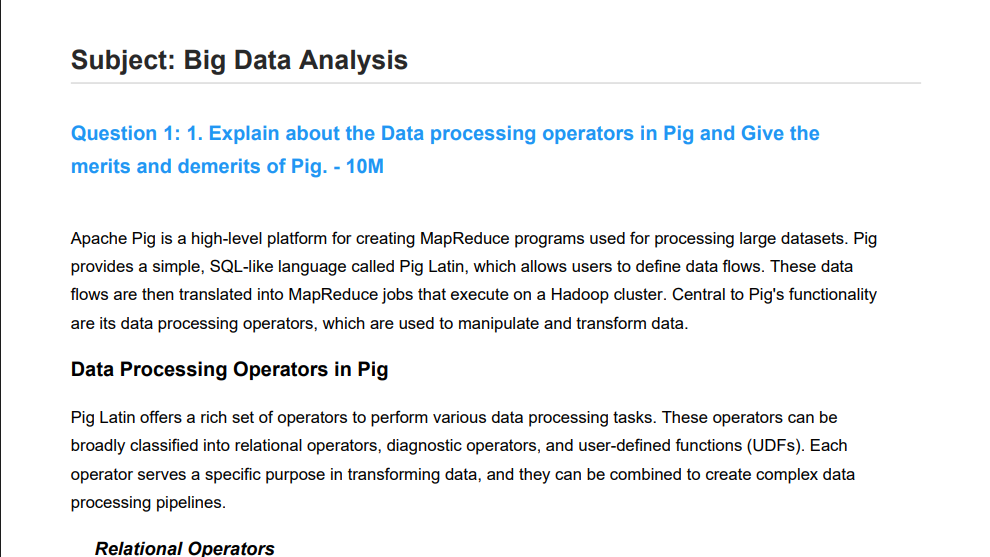 Subject: Big Data Analysis
Question 1: 1. Explain about the Data processing operators in Pig and Give the
merits and demerits of Pig. - 10M
Apache Pig is a high-level platform for creating MapReduce programs used for processing large datasets. Pig
provides a simple, SQL-like language called Pig Latin, which allows users to define data flows. These data
flows are then translated into MapReduce jobs that execute on a Hadoop cluster. Central to Pig's functionality
are its data processing operators, which are used to manipulate and transform data.
Data Processing Operators in Pig
Pig Latin offers a rich set of operators to perform various data processing tasks. These operators can be
broadly classified into relational operators, diagnostic operators, and user-defined functions (UDFs). Each
operator serves a specific purpose in transforming data, and they can be combined to create complex data
processing pipelines.
Relational Operators